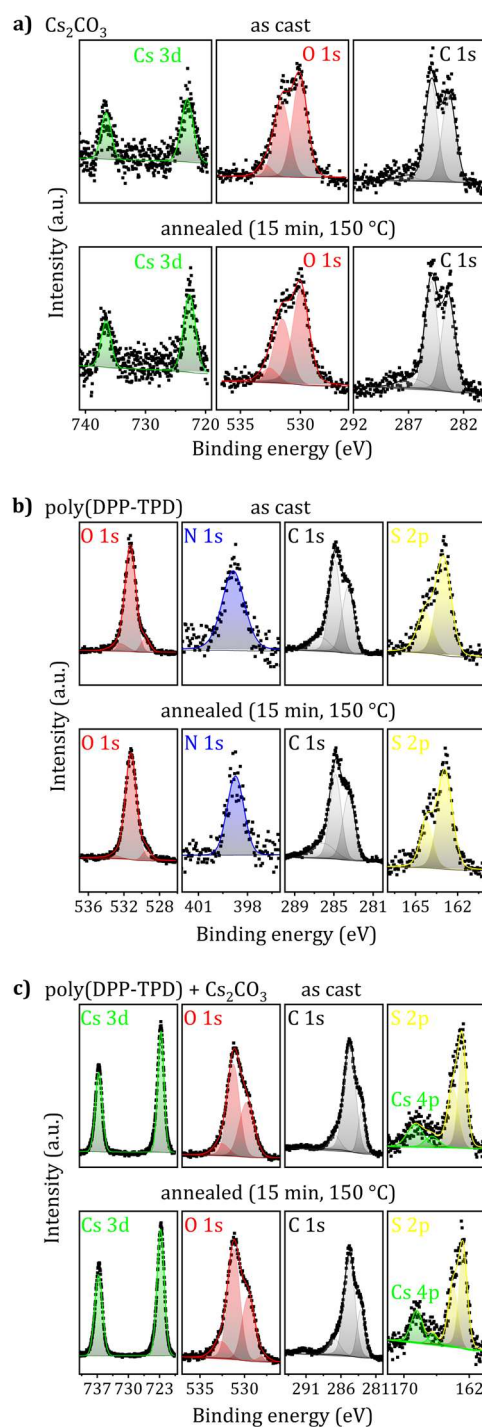 a) Cs₂CO₃ as cast
Cs 3d O 1s C 1s
annealed (15 min, 150 °C)
Cs 3d O 1s C 1s
Intensity (a.u.)
740 730 720 535 530 292 287 282
Binding energy (eV)
b) poly(DPP-TPD) as cast
O 1s N 1s C 1s S 2p
annealed (15 min, 150 °C)
O 1s N 1s C 1s S 2p
Intensity (a.u.)
536 532 528 401 398 289 285 281 165 162
Binding energy (eV)
c) poly(DPP-TPD) + Cs₂CO₃ as cast
Cs 3d O 1s C 1s S 2p
Cs 4p
annealed (15 min, 150 °C)
Cs 3d O 1s C 1s S 2p
Cs 4p
Intensity (a.u.)
737 730 723 535 530 291 286 281 1170 162
Binding energy (eV)